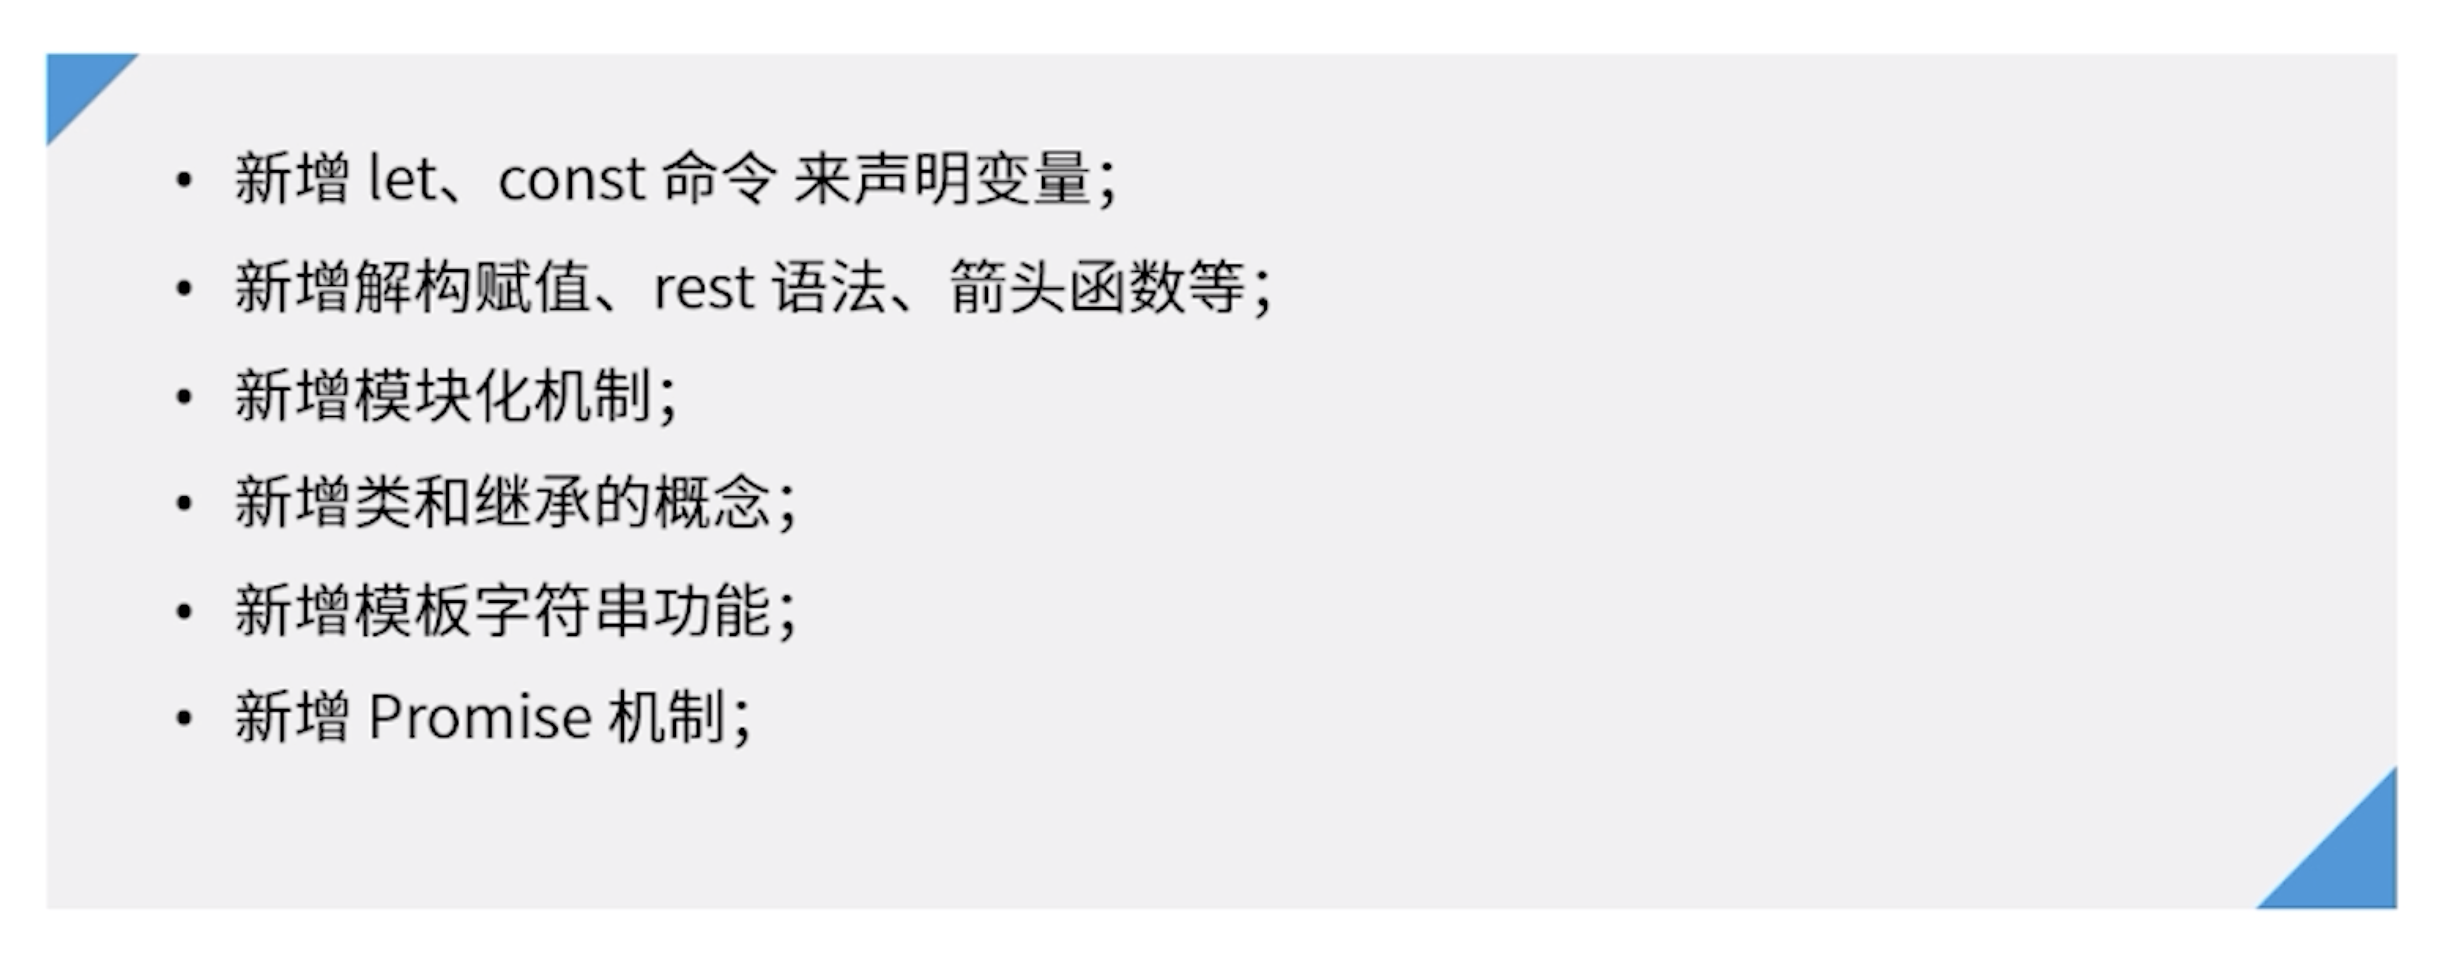 • 新增 let、const 命令 来声明变量；
• 新增解构赋值、rest 语法、箭头函数等；
• 新增模块化机制；
• 新增类和继承的概念；
• 新增模板字符串功能；
• 新增 Promise 机制；